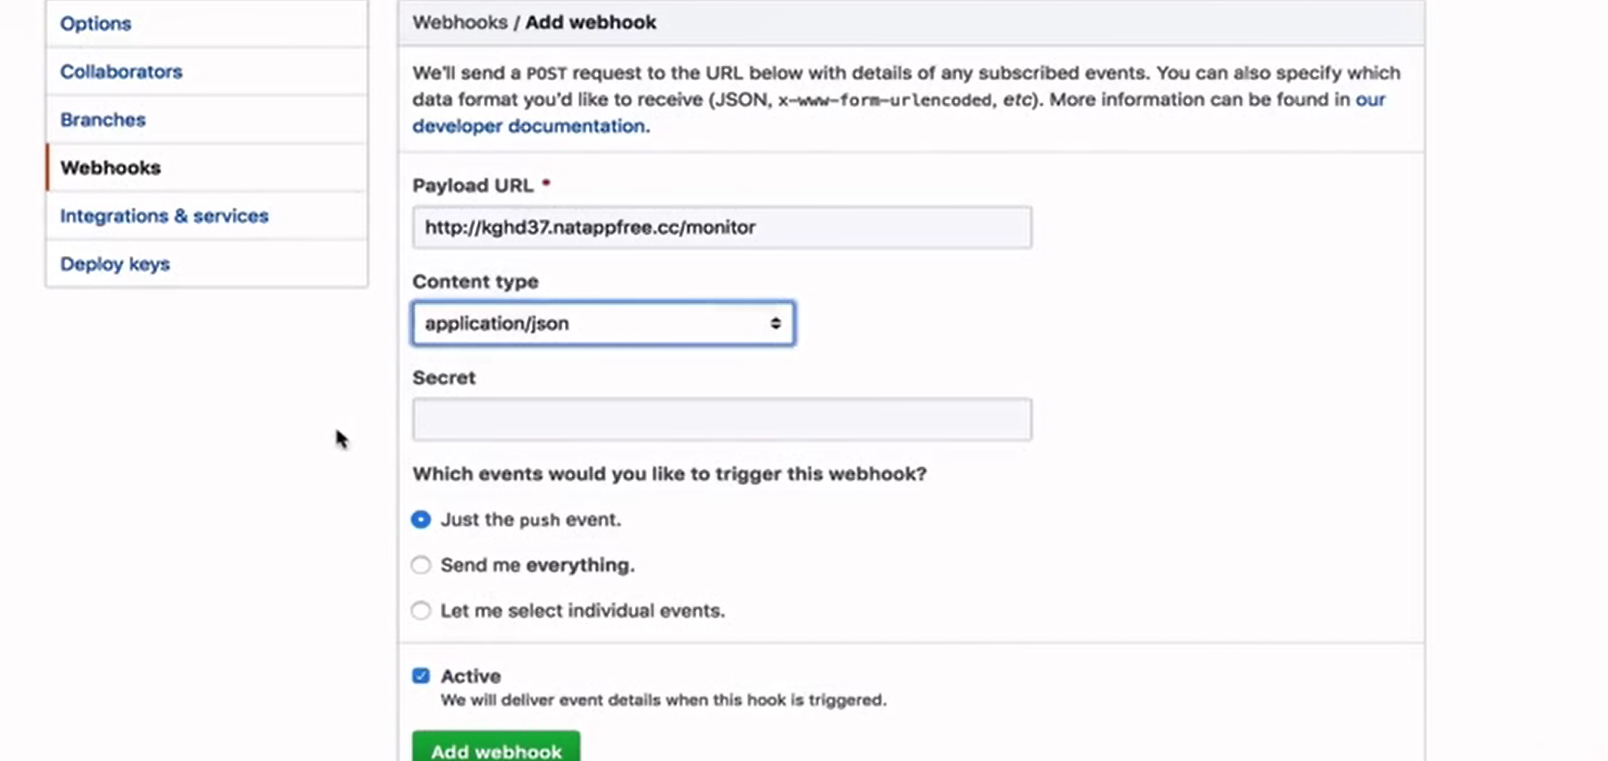 Options
Collaborators
Branches
Webhooks
Integrations & services
Deploy keys
Webhooks / Add webhook
We'll send a POST request to the URL below with details of any subscribed events. You can also specify which
data format you'd like to receive (JSON, x-www-form-urlencoded, etc). More information can be found in our
developer documentation.
Payload URL *
http://kghd37.natappfree.cc/monitor
Content type
application/json
Secret
Which events would you like to trigger this webhook?
Just the push event.
Send me everything.
Let me select individual events.
Active
We will deliver event details when this hook is triggered.
Add webhook